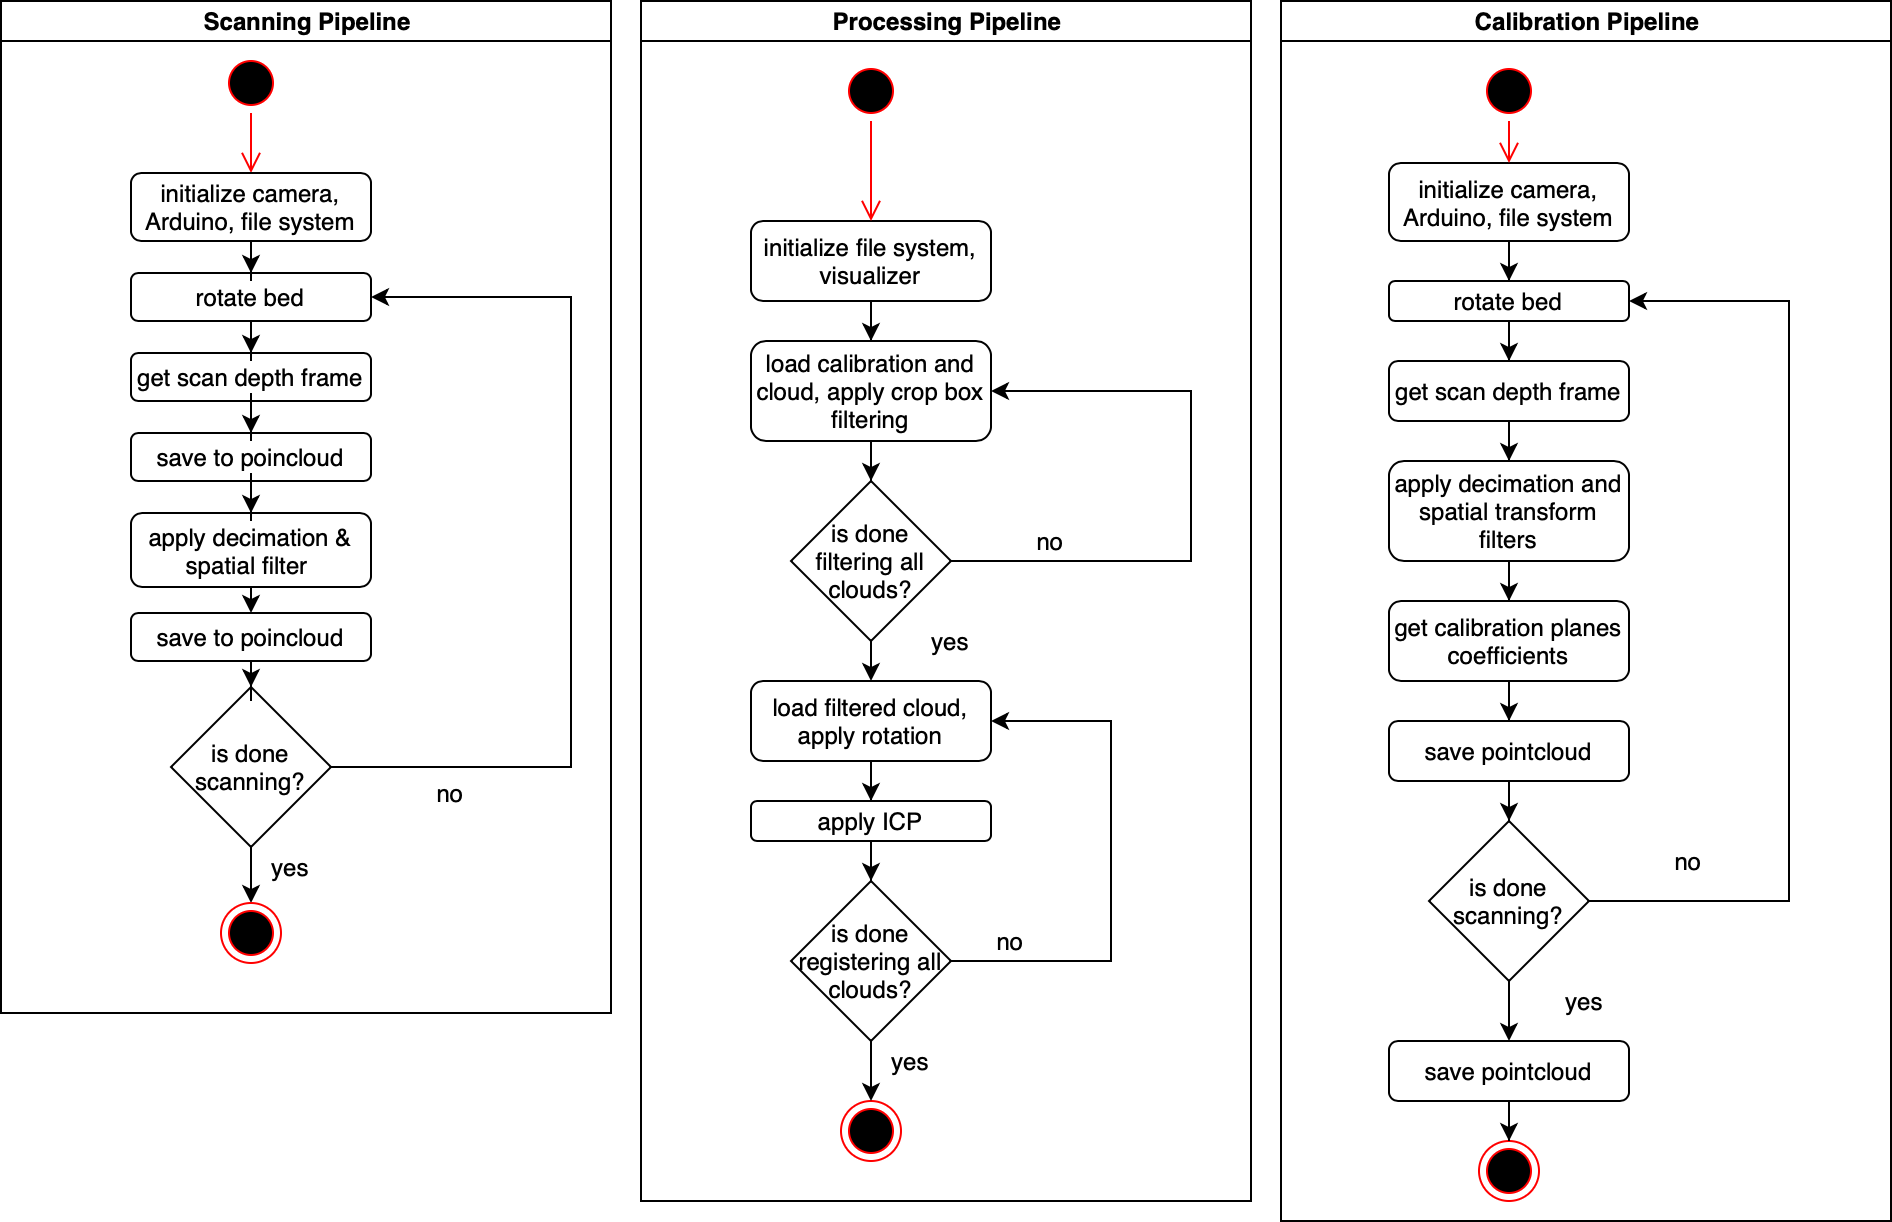 Scanning Pipeline
initialize camera,
Arduino, file system
rotate bed
get scan depth frame
save to poincloud
apply decimation &
spatial filter
save to poincloud
is done
scanning?
no
yes
Processing Pipeline
initialize file system,
visualizer
load calibration and
cloud, apply crop box
filtering
is done
filtering all
clouds?
no
yes
load filtered cloud,
apply rotation
apply ICP
is done
registering all
clouds?
no
yes
Calibration Pipeline
initialize camera,
Arduino, file system
rotate bed
get scan depth frame
apply decimation and
spatial transform
filters
get calibration planes
coefficients
save pointcloud
is done
scanning?
no
yes
save pointcloud